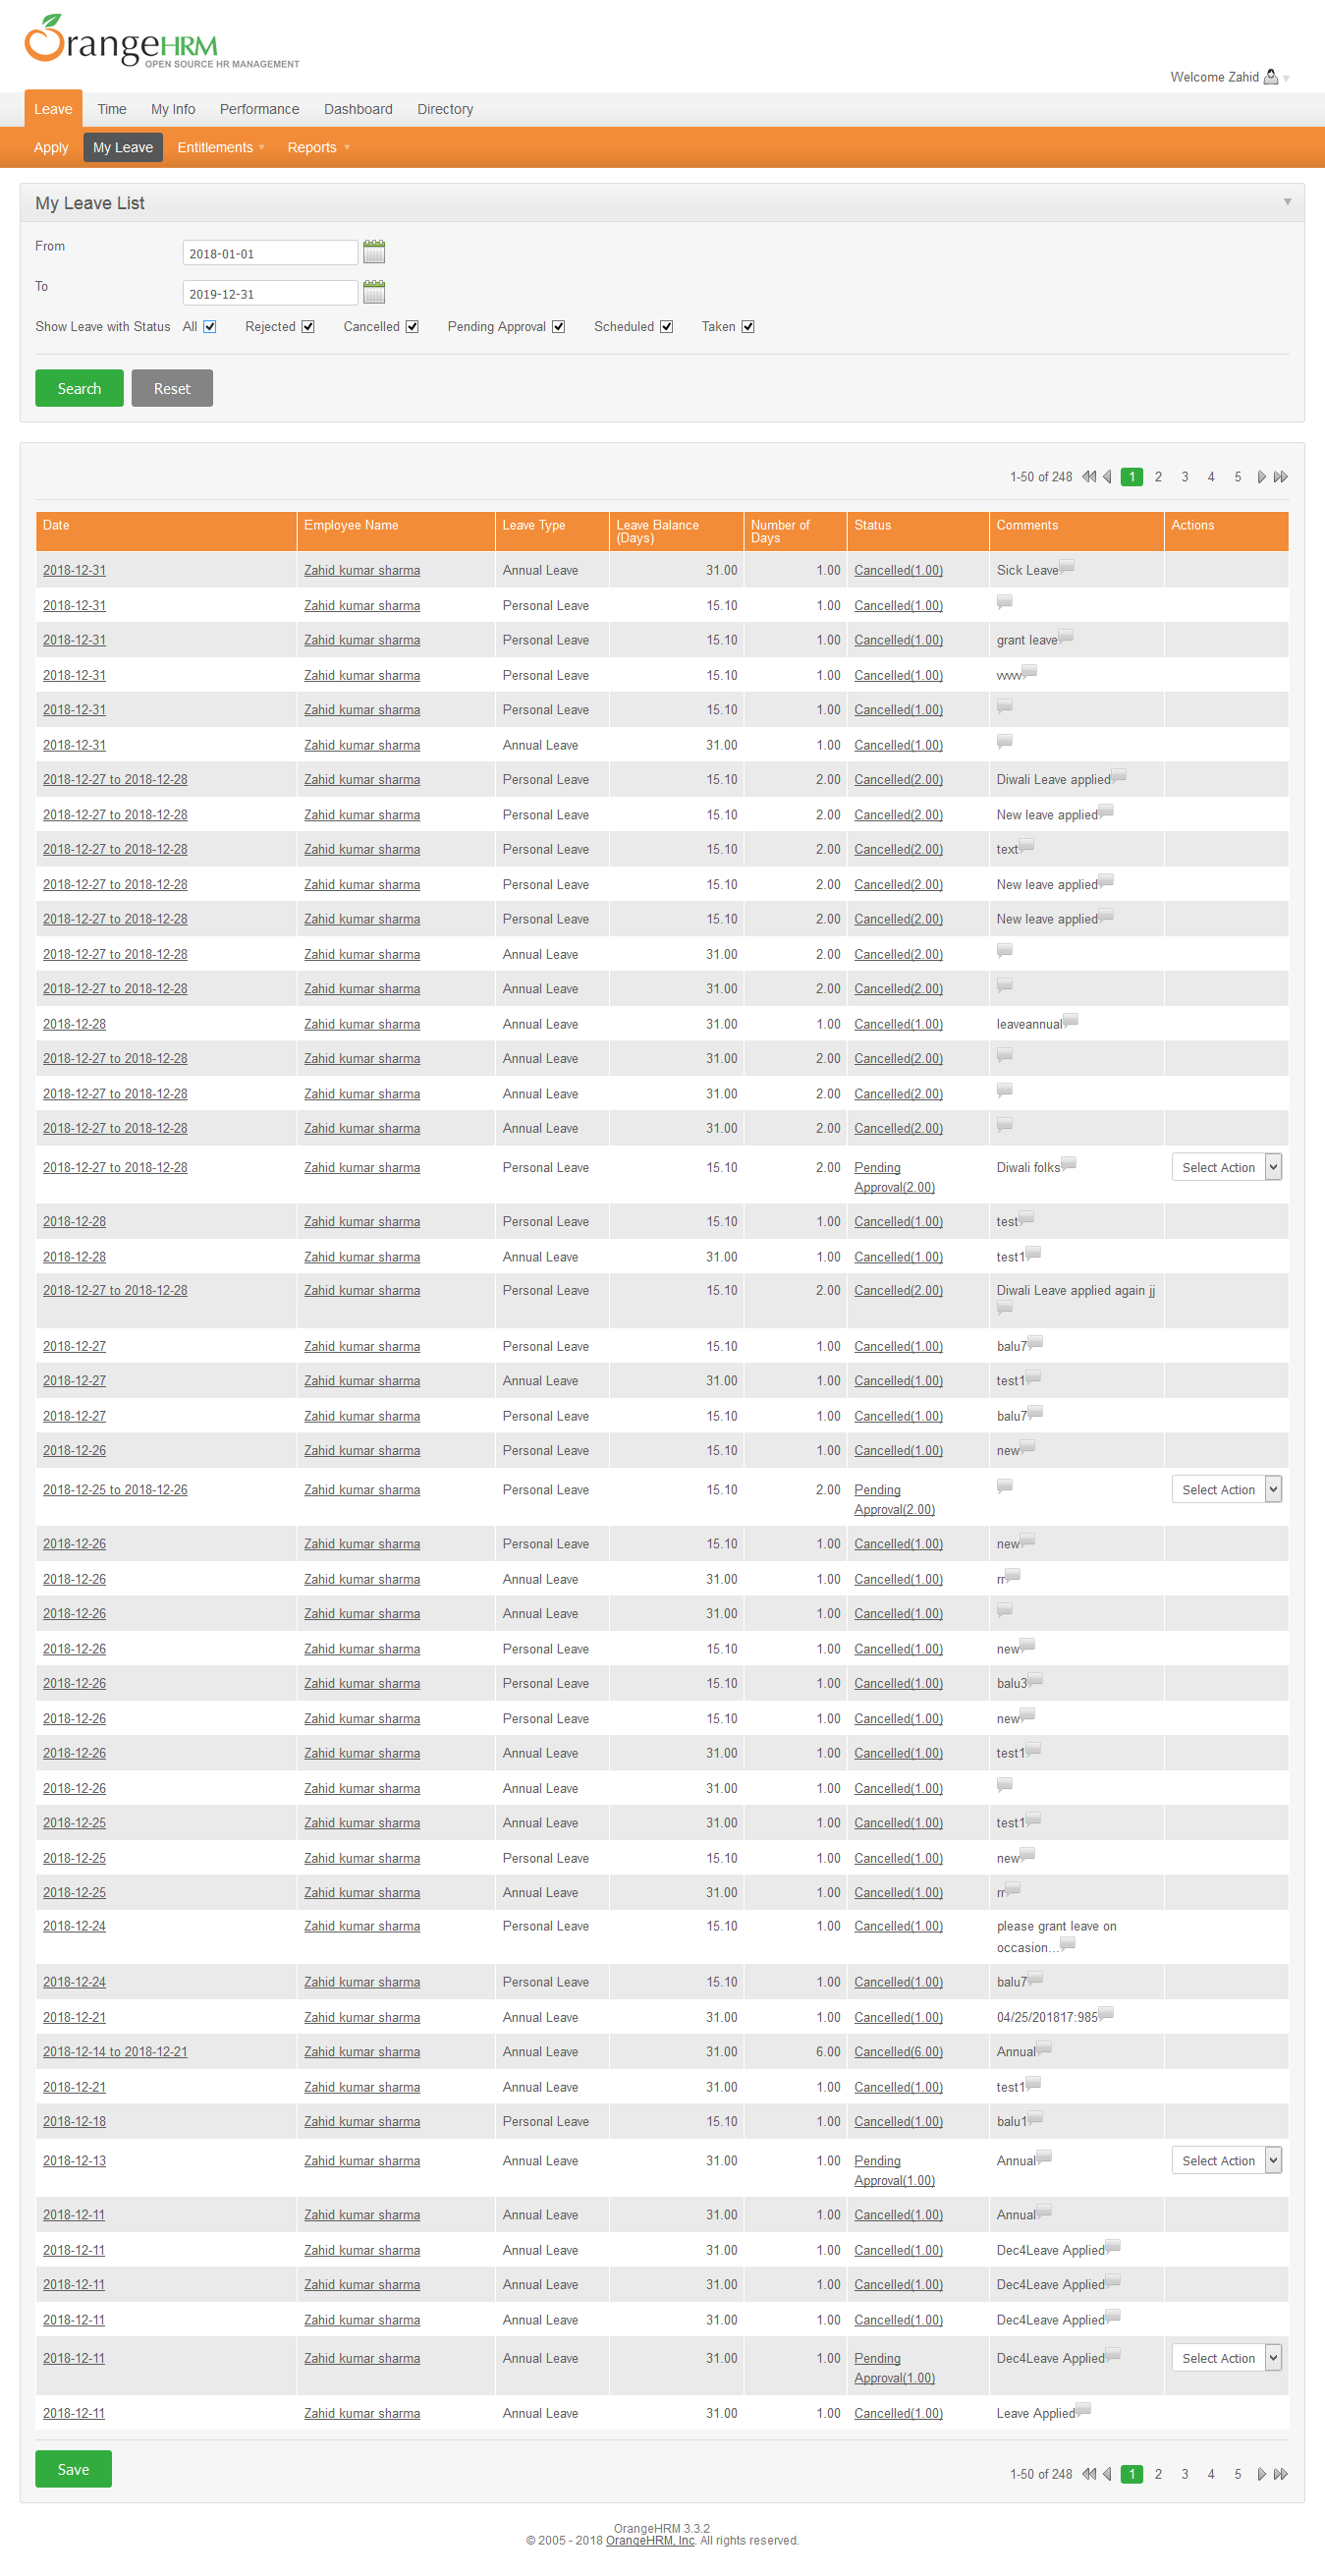 OrangeHRM
OPEN SOURCE HR MANAGEMENT
Welcome Zahid
Leave Time My Info Performance Dashboard Directory
Apply My Leave Entitlements Reports
My Leave List
From 2018-01-01
To 2019-12-31
Show Leave with Status All Rejected Cancelled Pending Approval Scheduled Taken
Search Reset
1-50 of 248 1 2 3 4 5
Date Employee Name Leave Type Leave Balance (Days) Number of Days Status Comments Actions
2018-12-31 Zahid kumar sharma Annual Leave 31.00 1.00 Cancelled(1.00) Sick Leave
2018-12-31 Zahid kumar sharma Personal Leave 15.10 1.00 Cancelled(1.00)
2018-12-31 Zahid kumar sharma Personal Leave 15.10 1.00 Cancelled(1.00) grant leave
2018-12-31 Zahid kumar sharma Personal Leave 15.10 1.00 Cancelled(1.00)
2018-12-31 Zahid kumar sharma Personal Leave 15.10 1.00 Cancelled(1.00)
2018-12-31 Zahid kumar sharma Annual Leave 31.00 1.00 Cancelled(1.00)
2018-12-27 to 2018-12-28 Zahid kumar sharma Personal Leave 15.10 2.00 Cancelled(2.00) Diwali Leave applied
2018-12-27 to 2018-12-28 Zahid kumar sharma Personal Leave 15.10 2.00 Cancelled(2.00) New leave applied
2018-12-27 to 2018-12-28 Zahid kumar sharma Personal Leave 15.10 2.00 Cancelled(2.00) text
2018-12-27 to 2018-12-28 Zahid kumar sharma Personal Leave 15.10 2.00 Cancelled(2.00) New leave applied
2018-12-27 to 2018-12-28 Zahid kumar sharma Personal Leave 15.10 2.00 Cancelled(2.00) New leave applied
2018-12-27 to 2018-12-28 Zahid kumar sharma Annual Leave 31.00 2.00 Cancelled(2.00)
2018-12-27 to 2018-12-28 Zahid kumar sharma Annual Leave 31.00 2.00 Cancelled(2.00)
2018-12-28 Zahid kumar sharma Annual Leave 31.00 1.00 Cancelled(1.00) leaveannual
2018-12-27 to 2018-12-28 Zahid kumar sharma Annual Leave 31.00 2.00 Cancelled(2.00)
2018-12-27 to 2018-12-28 Zahid kumar sharma Annual Leave 31.00 2.00 Cancelled(2.00)
2018-12-27 to 2018-12-28 Zahid kumar sharma Annual Leave 31.00 2.00 Cancelled(2.00)
2018-12-27 to 2018-12-28 Zahid kumar sharma Personal Leave 15.10 2.00 Pending Approval(2.00) Diwali folks Select Action
2018-12-28 Zahid kumar sharma Personal Leave 15.10 1.00 Cancelled(1.00) test
2018-12-28 Zahid kumar sharma Annual Leave 31.00 1.00 Cancelled(1.00) test1
2018-12-27 to 2018-12-28 Zahid kumar sharma Personal Leave 15.10 2.00 Cancelled(2.00) Diwali Leave applied again jj
2018-12-27 Zahid kumar sharma Personal Leave 15.10 1.00 Cancelled(1.00) balu7
2018-12-27 Zahid kumar sharma Annual Leave 31.00 1.00 Cancelled(1.00) test1
2018-12-27 Zahid kumar sharma Personal Leave 15.10 1.00 Cancelled(1.00) balu7
2018-12-26 Zahid kumar sharma Personal Leave 15.10 1.00 Cancelled(1.00) new
2018-12-25 to 2018-12-26 Zahid kumar sharma Personal Leave 15.10 2.00 Pending Approval(2.00) Select Action
2018-12-26 Zahid kumar sharma Personal Leave 15.10 1.00 Cancelled(1.00) new
2018-12-26 Zahid kumar sharma Annual Leave 31.00 1.00 Cancelled(1.00) rr
2018-12-26 Zahid kumar sharma Annual Leave 31.00 1.00 Cancelled(1.00)
2018-12-26 Zahid kumar sharma Personal Leave 15.10 1.00 Cancelled(1.00) new
2018-12-26 Zahid kumar sharma Personal Leave 15.10 1.00 Cancelled(1.00) balu3
2018-12-26 Zahid kumar sharma Personal Leave 15.10 1.00 Cancelled(1.00) new
2018-12-26 Zahid kumar sharma Annual Leave 31.00 1.00 Cancelled(1.00) test1
2018-12-26 Zahid kumar sharma Annual Leave 31.00 1.00 Cancelled(1.00)
2018-12-25 Zahid kumar sharma Annual Leave 31.00 1.00 Cancelled(1.00) test1
2018-12-25 Zahid kumar sharma Personal Leave 15.10 1.00 Cancelled(1.00) new
2018-12-25 Zahid kumar sharma Annual Leave 31.00 1.00 Cancelled(1.00) rr
2018-12-24 Zahid kumar sharma Personal Leave 15.10 1.00 Cancelled(1.00) please grant leave on occasion...
2018-12-24 Zahid kumar sharma Personal Leave 15.10 1.00 Cancelled(1.00) balu7
2018-12-21 Zahid kumar sharma Annual Leave 31.00 1.00 Cancelled(1.00) 04/25/201817:985
2018-12-14 to 2018-12-21 Zahid kumar sharma Annual Leave 31.00 6.00 Cancelled(6.00) Annual
2018-12-21 Zahid kumar sharma Annual Leave 31.00 1.00 Cancelled(1.00) test1
2018-12-18 Zahid kumar sharma Personal Leave 15.10 1.00 Cancelled(1.00) balu1
2018-12-13 Zahid kumar sharma Annual Leave 31.00 1.00 Pending Approval(1.00) Annual Select Action
2018-12-11 Zahid kumar sharma Annual Leave 31.00 1.00 Cancelled(1.00) Annual
2018-12-11 Zahid kumar sharma Annual Leave 31.00 1.00 Cancelled(1.00) Dec4Leave Applied
2018-12-11 Zahid kumar sharma Annual Leave 31.00 1.00 Cancelled(1.00) Dec4Leave Applied
2018-12-11 Zahid kumar sharma Annual Leave 31.00 1.00 Cancelled(1.00) Dec4Leave Applied
2018-12-11 Zahid kumar sharma Annual Leave 31.00 1.00 Pending Approval(1.00) Dec4Leave Applied Select Action
2018-12-11 Zahid kumar sharma Annual Leave 31.00 1.00 Cancelled(1.00) Leave Applied
Save
1-50 of 248 1 2 3 4 5
OrangeHRM 3.3.2
© 2005 - 2018 OrangeHRM, Inc. All rights reserved.